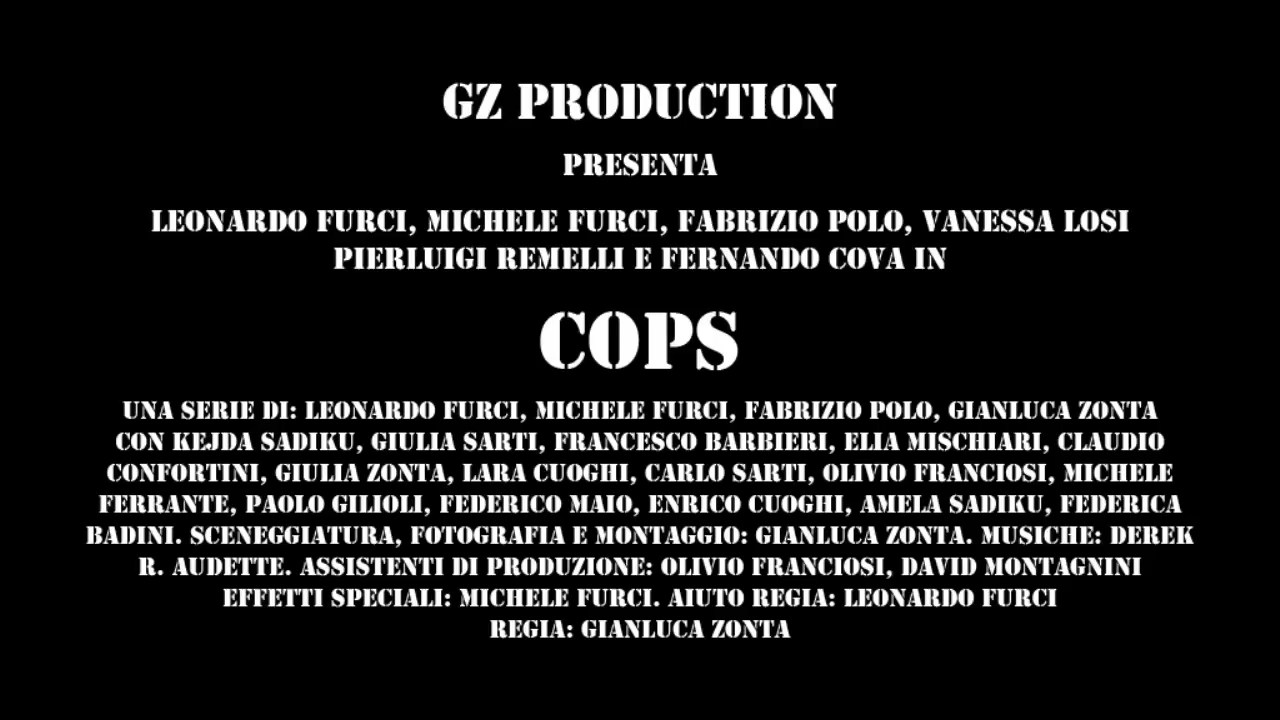 GZ PRODUCTION
PRESENTA
LEONARDO FURCI, MICHELE FURCI, FABRIZIO POLO, VANESSA LOSI
PIERLUIGI REMELLI E FERNANDO COVA IN
COPS
UNA SERIE DI: LEONARDO FURCI, MICHELE FURCI, FABRIZIO POLO, GIANLUCA ZONTA
CON KEJDA SADIKU, GIULIA SARTI, FRANCESCO BARBIERI, ELIA MISCHIARI, CLAUDIO
CONFORTINI, GIULIA ZONTA, LARA CUOGHI, CARLO SARTI, OLIVIO FRANCIOSI, MICHELE
FERRANTE, PAOLO GILIOLI, FEDERICO MAIO, ENRICO CUOGHI, AMELA SADIKU, FEDERICA
BADINI. SCENEGGIATURA, FOTOGRAFIA E MONTAGGIO: GIANLUCA ZONTA. MUSICHE: DEREK
R. AUDETTE. ASSISTENTI DI PRODUZIONE: OLIVIO FRANCIOSI, DAVID MONTAGNINI
EFFETTI SPECIALI: MICHELE FURCI. AIUTO REGIA: LEONARDO FURCI
REGIA: GIANLUCA ZONTA